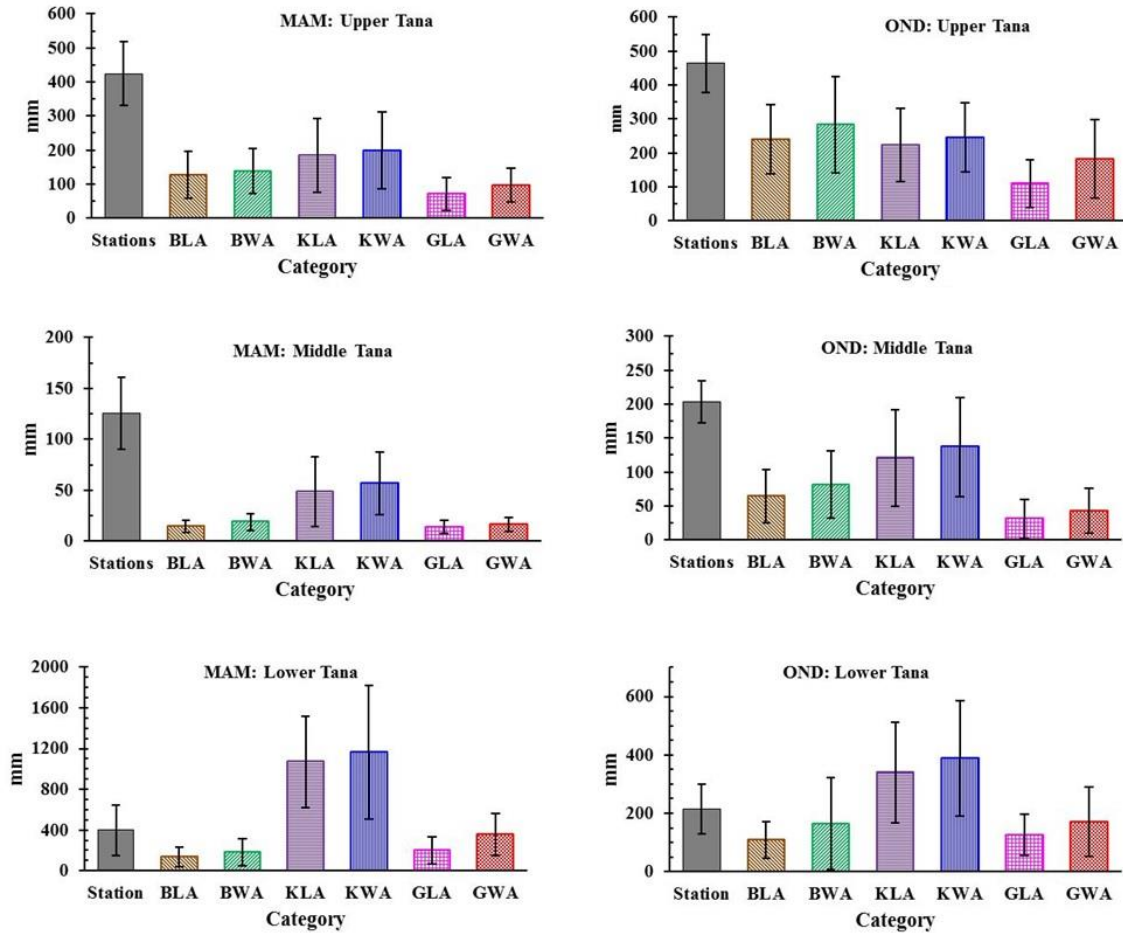 MAM: Upper Tana
600
500
400
300
200
100
0
mm
Stations BLA BWA KLA KWA GLA GWA
Category
OND: Upper Tana
600
500
400
300
200
100
0
mm
Stations BLA BWA KLA KWA GLA GWA
Category
MAM: Middle Tana
200
150
100
50
0
mm
Stations BLA BWA KLA KWA GLA GWA
Category
OND: Middle Tana
300
250
200
150
100
50
0
mm
Stations BLA BWA KLA KWA GLA GWA
Category
MAM: Lower Tana
2000
1600
1200
800
400
0
mm
Station BLA BWA KLA KWA GLA GWA
Category
OND: Lower Tana
600
400
200
0
mm
Station BLA BWA KLA KWA GLA GWA
Category